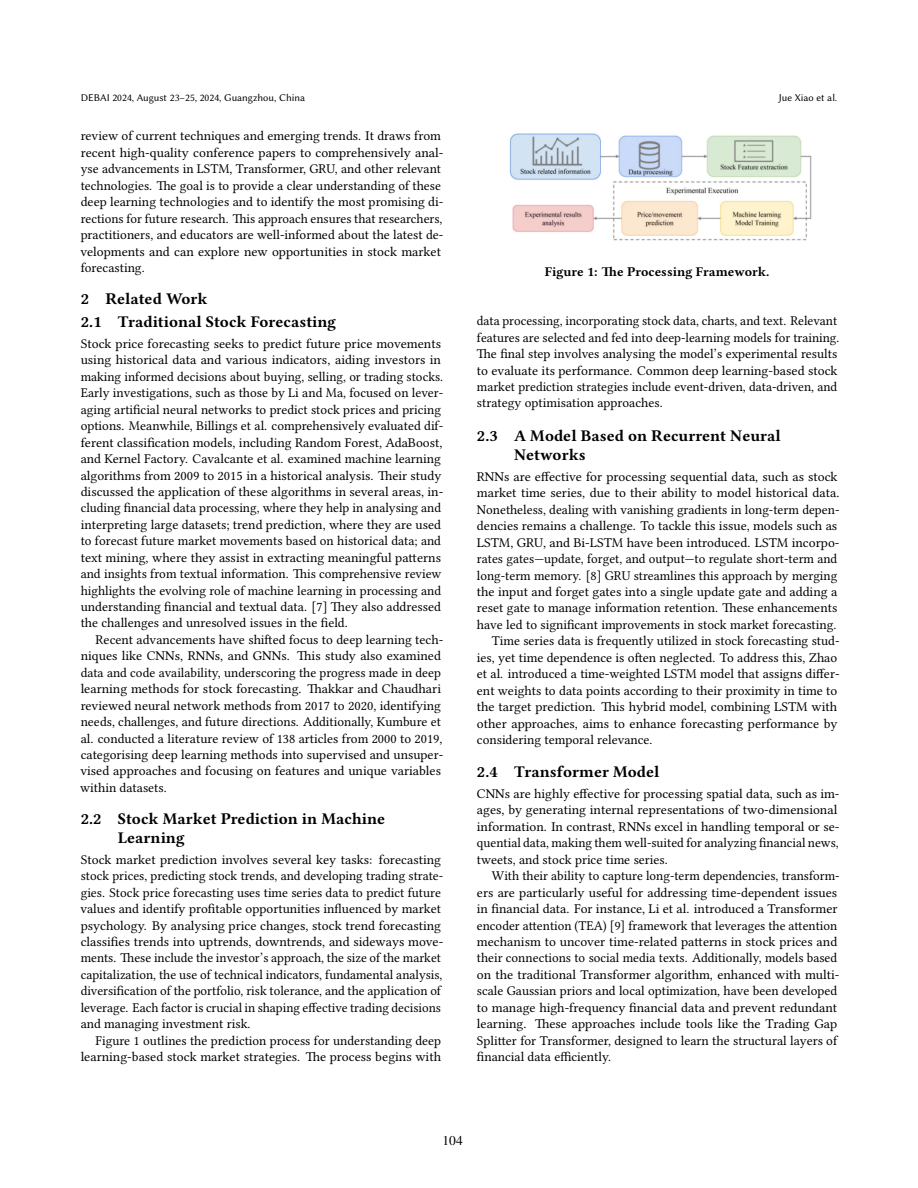 DEBAI 2024, August 23–25, 2024, Guangzhou, China
Jue Xiao et al.
review of current techniques and emerging trends. It draws from
recent high-quality conference papers to comprehensively anal-
yse advancements in LSTM, Transformer, GRU, and other relevant
technologies. The goal is to provide a clear understanding of these
deep learning technologies and to identify the most promising di-
rections for future research. This approach ensures that researchers,
practitioners, and educators are well-informed about the latest de-
velopments and can explore new opportunities in stock market
forecasting.
2 Related Work
2.1 Traditional Stock Forecasting
Stock price forecasting seeks to predict future price movements
using historical data and various indicators, aiding investors in
making informed decisions about buying, selling, or trading stocks.
Early investigations, such as those by Li and Ma, focused on lever-
aging artificial neural networks to predict stock prices and pricing
options. Meanwhile, Billings et al. comprehensively evaluated dif-
ferent classification models, including Random Forest, AdaBoost,
and Kernel Factory. Cavalcante et al. examined machine learning
algorithms from 2009 to 2015 in a historical analysis. Their study
discussed the application of these algorithms in several areas, in-
cluding financial data processing, where they help in analysing and
interpreting large datasets; trend prediction, where they are used
to forecast future market movements based on historical data; and
text mining, where they assist in extracting meaningful patterns
and insights from textual information. This comprehensive review
highlights the evolving role of machine learning in processing and
understanding financial and textual data. [7] They also addressed
the challenges and unresolved issues in the field.
Recent advancements have shifted focus to deep learning tech-
niques like CNNs, RNNs, and GNNs. This study also examined
data and code availability, underscoring the progress made in deep
learning methods for stock forecasting. Thakkar and Chaudhari
reviewed neural network methods from 2017 to 2020, identifying
needs, challenges, and future directions. Additionally, Kumbure et
al. conducted a literature review of 138 articles from 2000 to 2019,
categorising deep learning methods into supervised and unsuper-
vised approaches and focusing on features and unique variables
within datasets.
2.2 Stock Market Prediction in Machine
Learning
Stock market prediction involves several key tasks: forecasting
stock prices, predicting stock trends, and developing trading strate-
gies. Stock price forecasting uses time series data to predict future
values and identify profitable opportunities influenced by market
psychology. By analysing price changes, stock trend forecasting
classifies trends into uptrends, downtrends, and sideways move-
ments. These include the investor's approach, the size of the market
capitalization, the use of technical indicators, fundamental analysis,
diversification of the portfolio, risk tolerance, and the application of
leverage. Each factor is crucial in shaping effective trading decisions
and managing investment risk.
Figure 1 outlines the prediction process for understanding deep
learning-based stock market strategies. The process begins with
Stock related information
Data processing
Stock Feature extraction
Experimental Execution
Experimental results
analysis
Price/movement
prediction
Machine learning
Model Training
Figure 1: The Processing Framework.
data processing, incorporating stock data, charts, and text. Relevant
features are selected and fed into deep-learning models for training.
The final step involves analysing the model's experimental results
to evaluate its performance. Common deep learning-based stock
market prediction strategies include event-driven, data-driven, and
strategy optimisation approaches.
2.3 A Model Based on Recurrent Neural
Networks
RNNs are effective for processing sequential data, such as stock
market time series, due to their ability to model historical data.
Nonetheless, dealing with vanishing gradients in long-term depen-
dencies remains a challenge. To tackle this issue, models such as
LSTM, GRU, and Bi-LSTM have been introduced. LSTM incorpo-
rates gates—update, forget, and output—to regulate short-term and
long-term memory. [8] GRU streamlines this approach by merging
the input and forget gates into a single update gate and adding a
reset gate to manage information retention. These enhancements
have led to significant improvements in stock market forecasting.
Time series data is frequently utilized in stock forecasting stud-
ies, yet time dependence is often neglected. To address this, Zhao
et al. introduced a time-weighted LSTM model that assigns differ-
ent weights to data points according to their proximity in time to
the target prediction. This hybrid model, combining LSTM with
other approaches, aims to enhance forecasting performance by
considering temporal relevance.
2.4 Transformer Model
CNNs are highly effective for processing spatial data, such as im-
ages, by generating internal representations of two-dimensional
information. In contrast, RNNs excel in handling temporal or se-
quential data, making them well-suited for analyzing financial news,
tweets, and stock price time series.
With their ability to capture long-term dependencies, transform-
ers are particularly useful for addressing time-dependent issues
in financial data. For instance, Li et al. introduced a Transformer
encoder attention (TEA) [9] framework that leverages the attention
mechanism to uncover time-related patterns in stock prices and
their connections to social media texts. Additionally, models based
on the traditional Transformer algorithm, enhanced with multi-
scale Gaussian priors and local optimization, have been developed
to manage high-frequency financial data and prevent redundant
learning. These approaches include tools like the Trading Gap
Splitter for Transformer, designed to learn the structural layers of
financial data efficiently.
104